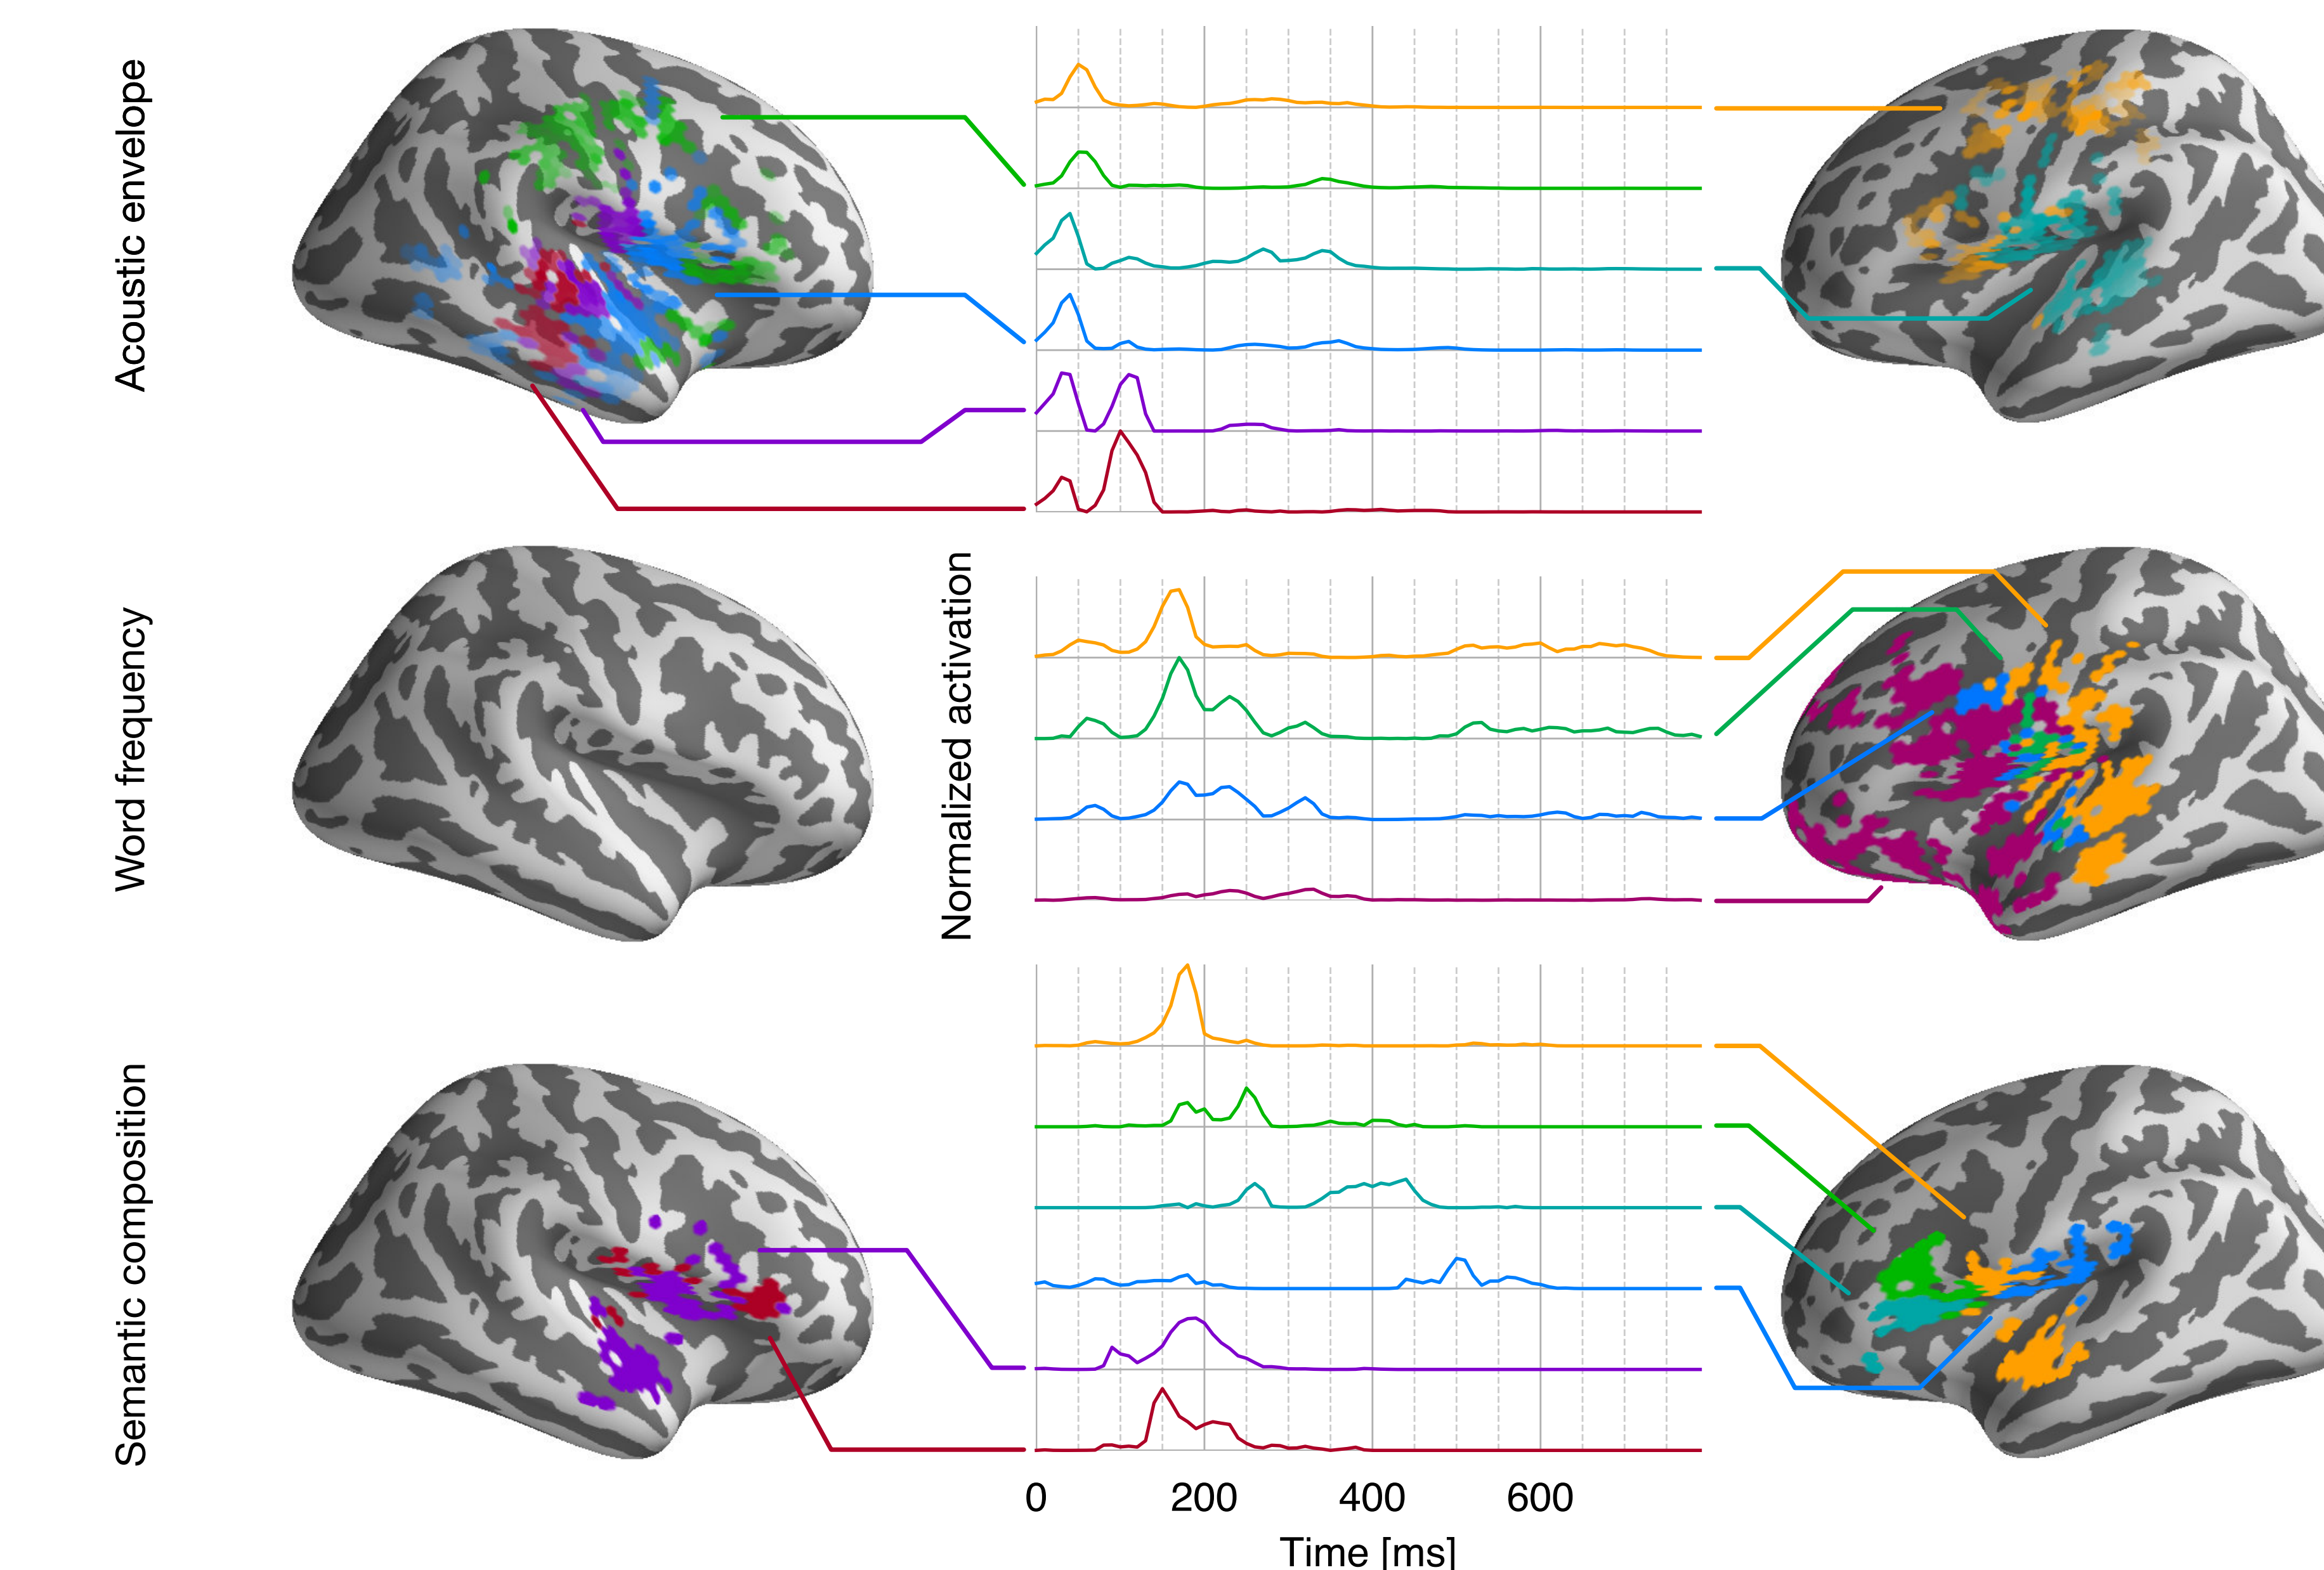 Acoustic envelope
Word frequency
Normalized activation
Semantic composition
0 200 400 600
Time [ms]